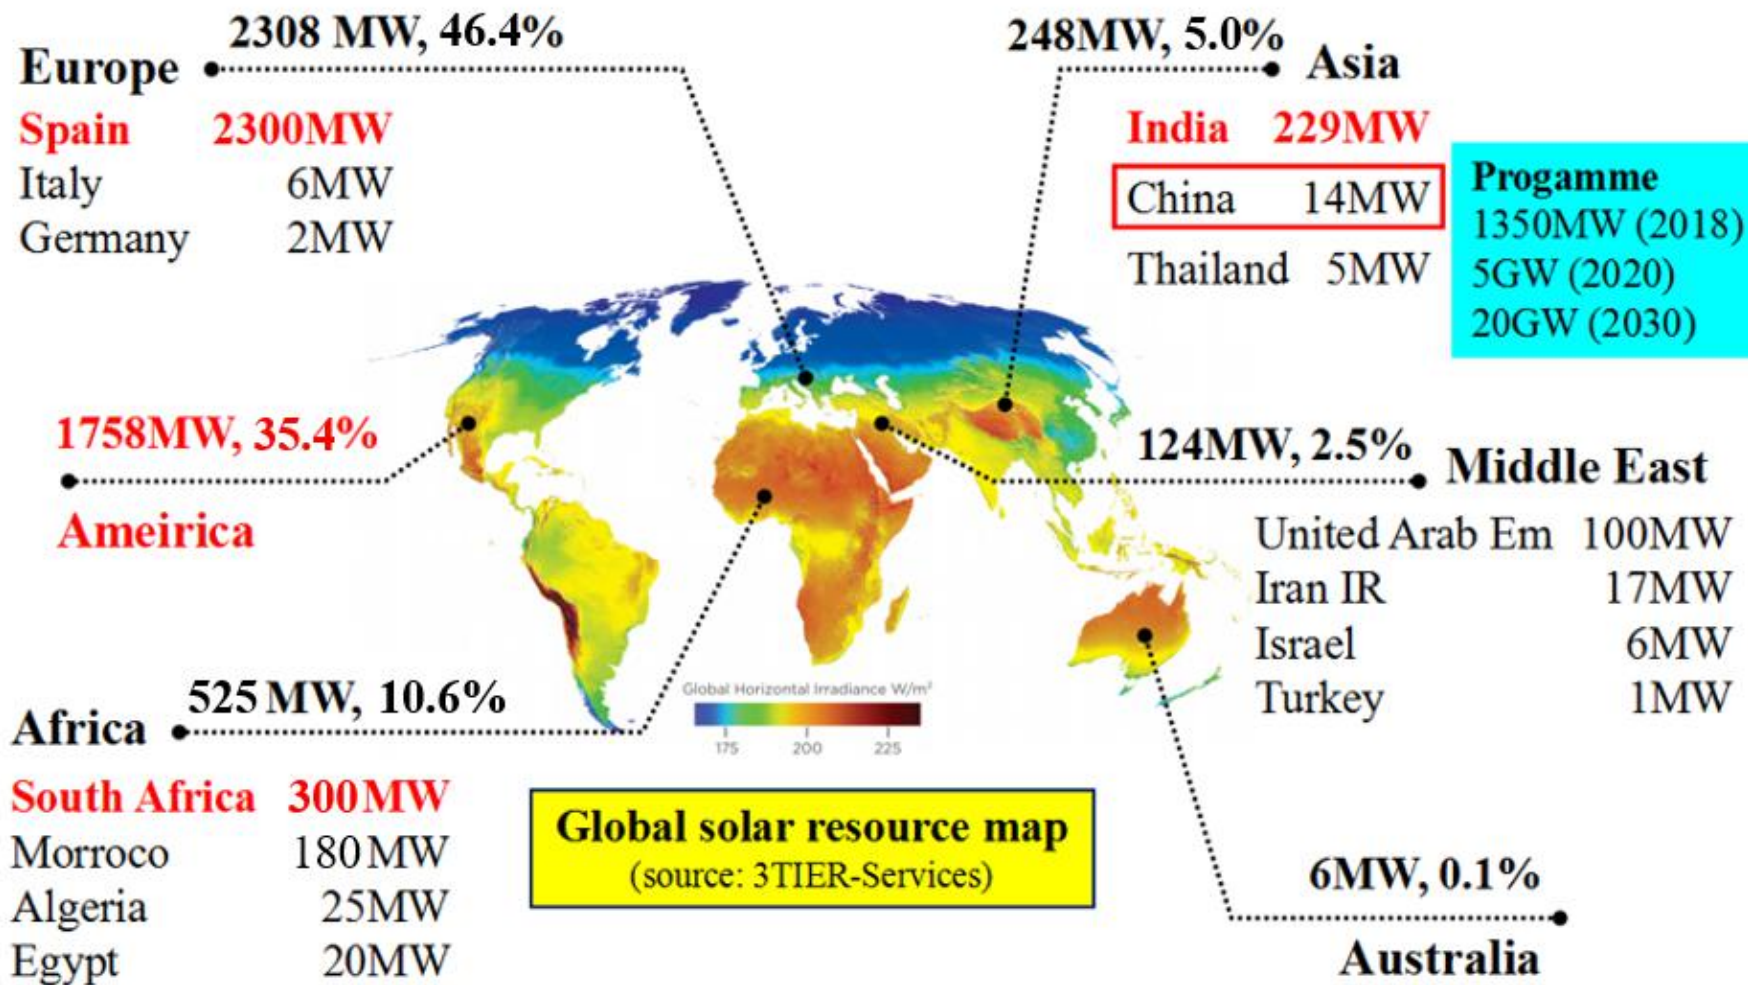 2308 MW, 46.4%
Europe
Spain 2300MW
Italy 6MW
Germany 2MW
248MW, 5.0%
Asia
India 229MW
China 14MW
Thailand 5MW
Progamme
1350MW (2018)
5GW (2020)
20GW (2030)
1758MW, 35.4%
Ameirica
124MW, 2.5%
Middle East
United Arab Em 100MW
Iran IR 17MW
Israel 6MW
Turkey 1MW
525 MW, 10.6%
Africa
South Africa 300MW
Morroco 180MW
Algeria 25MW
Egypt 20MW
Global Horizontal Irradiance W/m²
175 200 225
Global solar resource map
(source: 3TIER-Services)
6MW, 0.1%
Australia